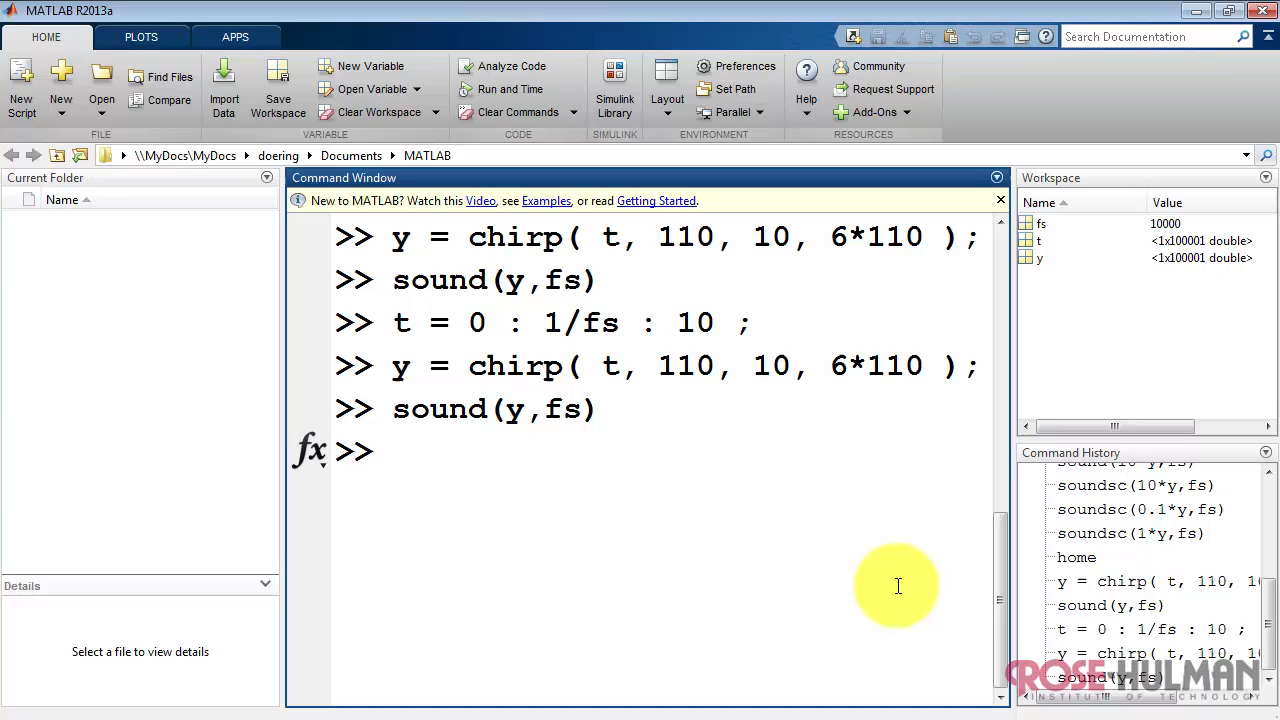 MATLAB R2013a
HOME PLOTS APPS Search Documentation
New Script New Open Find Files Compare
Import Data Save Workspace New Variable Open Variable Clear Workspace
Analyze Code Run and Time Clear Commands
Simulink Library Layout Preferences Set Path Parallel
Help Community Request Support Add-Ons
FILE VARIABLE CODE SIMULINK ENVIRONMENT RESOURCES
\\MyDocs\MyDocs doering Documents MATLAB
Current Folder
Name
Details
Select a file to view details
Command Window
New to MATLAB? Watch this Video, see Examples, or read Getting Started.
>> y = chirp( t, 110, 10, 6*110 );
>> sound(y,fs)
>> t = 0 : 1/fs : 10 ;
>> y = chirp( t, 110, 10, 6*110 );
>> sound(y,fs)
fx >>
Workspace
Name Value
fs 10000
t <1x100001 double>
y <1x100001 double>
Command History
sound(10*y,fs)
soundsc(10*y,fs)
soundsc(0.1*y,fs)
soundsc(1*y,fs)
home
y = chirp( t, 110, 10
sound(y,fs)
t = 0 : 1/fs : 10 ;
y = chirp( t, 110, 10
sound(y,fs)
ROSE-HULMAN
INSTITUTE OF TECHNOLOGY